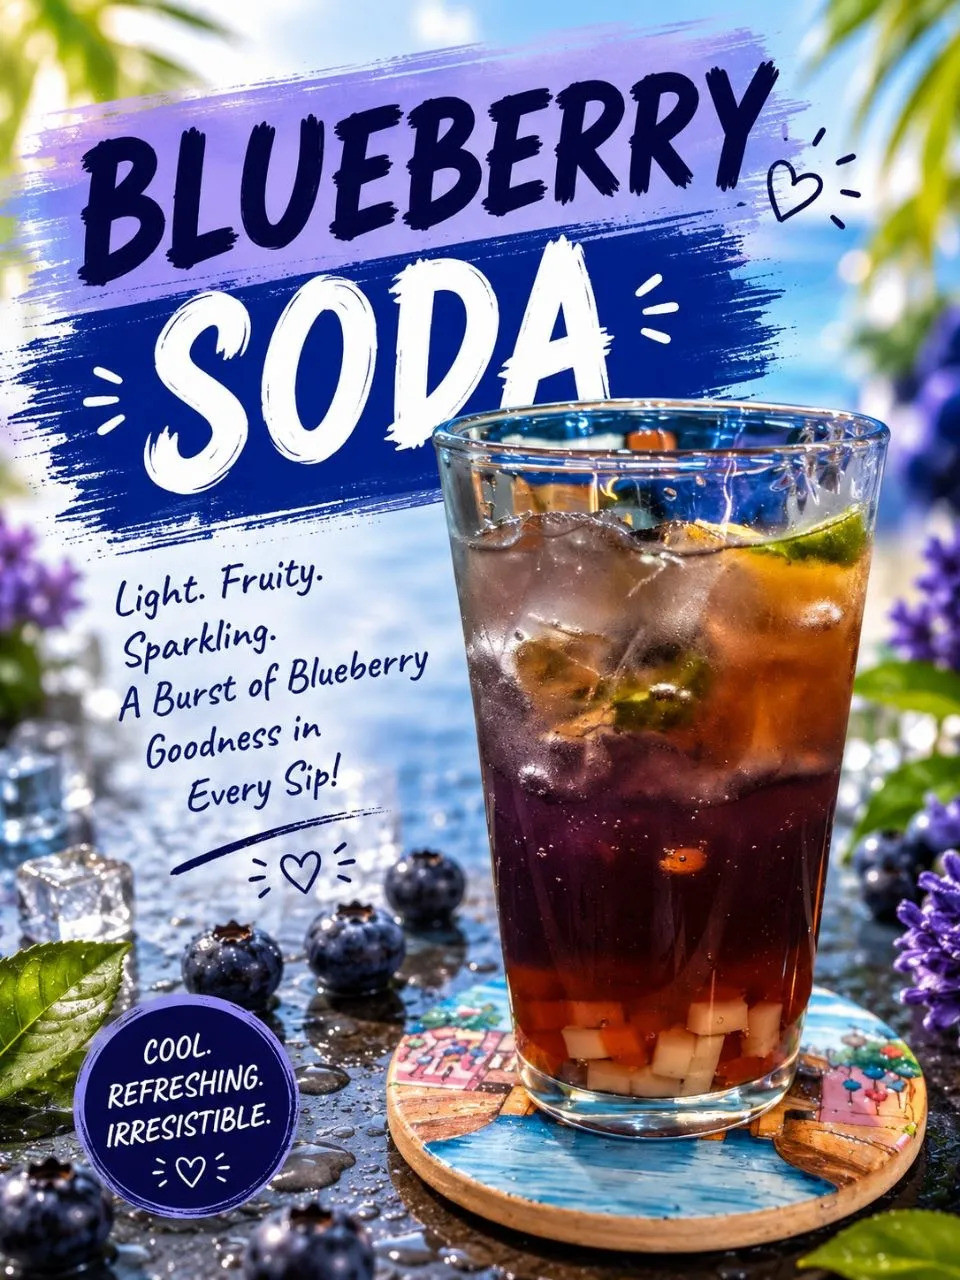 BLUEBERRY
SODA
Light. Fruity.
Sparkling.
A Burst of Blueberry
Goodness in
Every Sip!
COOL.
REFRESHING.
IRRESISTIBLE.